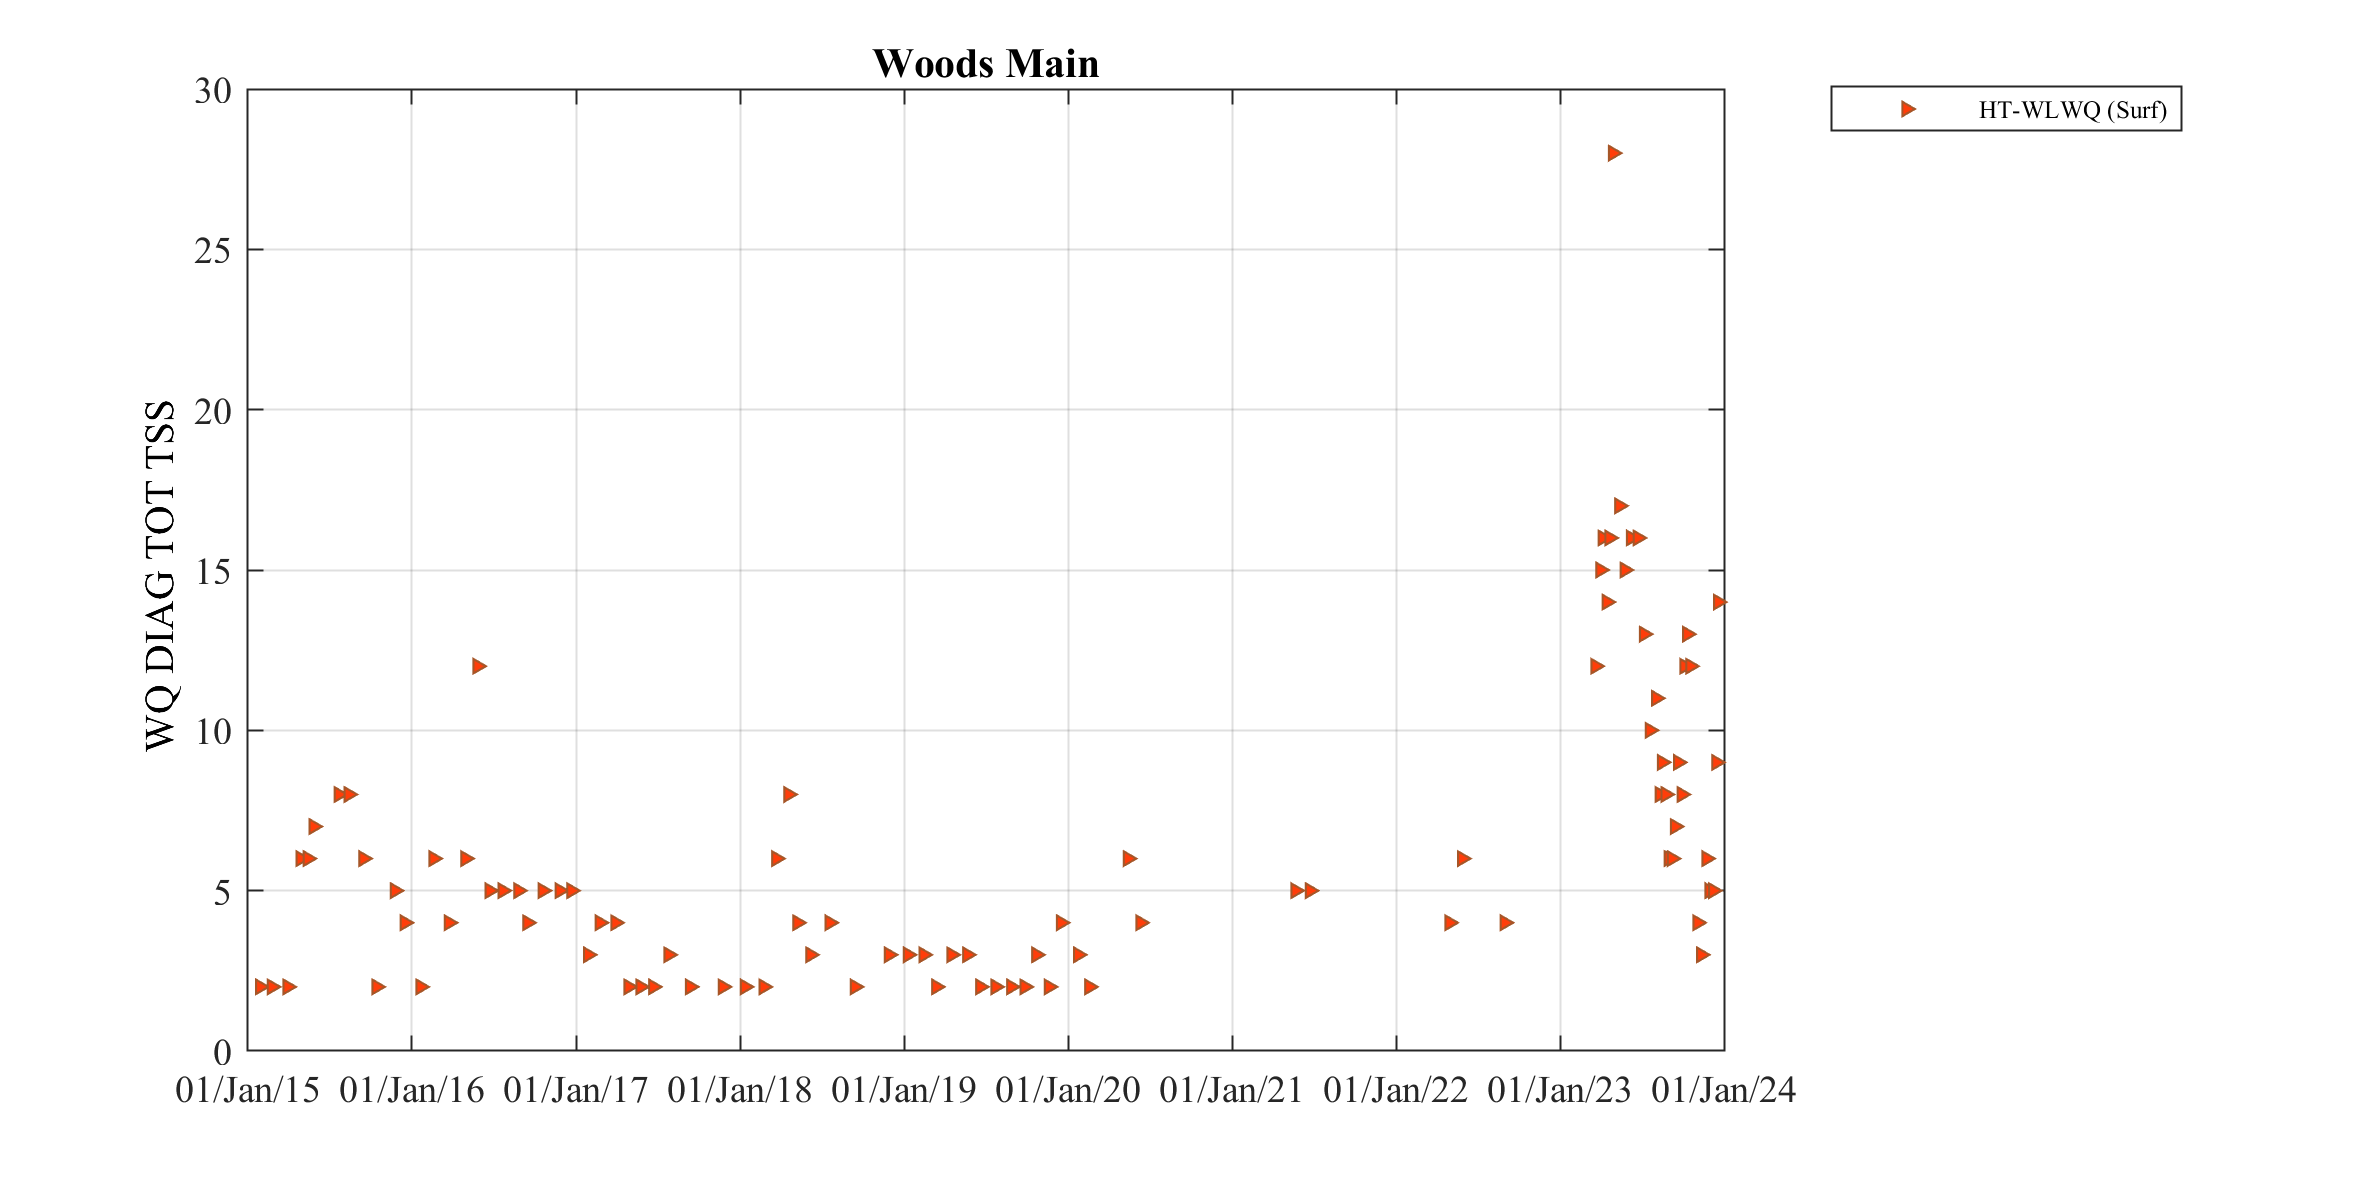 Woods Main
HT-WLWQ (Surf)
WQ DIAG TOT TSS
30
25
20
15
10
5
0
01/Jan/15 01/Jan/16 01/Jan/17 01/Jan/18 01/Jan/19 01/Jan/20 01/Jan/21 01/Jan/22 01/Jan/23 01/Jan/24